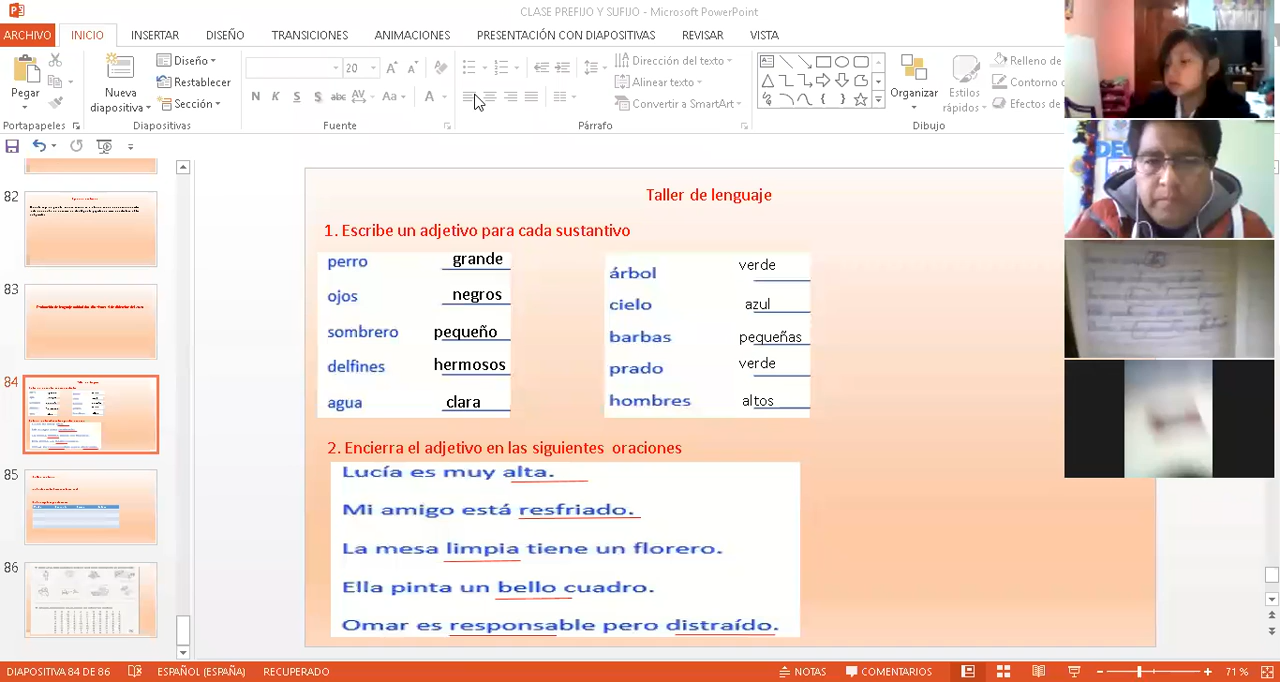 CLASE PREFIJO Y SUFIJO - Microsoft PowerPoint
ARCHIVO INICIO INSERTAR DISEÑO TRANSICIONES ANIMACIONES PRESENTACIÓN CON DIAPOSITIVAS REVISAR VISTA
Pegar
Nueva diapositiva
Diseño
Restablecer
Sección
20
N K S S abc AV Aa A
Dirección del texto
Alinear texto
Convertir a SmartArt
Organizar
Estilos rápidos
Relleno de
Contorno
Efectos de
Portapapeles Diapositivas Fuente Párrafo Dibujo
82
83
84
85
86
Taller de lenguaje
1. Escribe un adjetivo para cada sustantivo
perro grande
ojos negros
sombrero pequeño
delfines hermosos
agua clara
árbol verde
cielo azul
barbas pequeñas
prado verde
hombres altos
2. Encierra el adjetivo en las siguientes oraciones
Lucía es muy alta.
Mi amigo está resfriado.
La mesa limpia tiene un florero.
Ella pinta un bello cuadro.
Omar es responsable pero distraído.
DIAPOSITIVA 84 DE 86 ESPAÑOL (ESPAÑA) RECUPERADO NOTAS COMENTARIOS 71 %